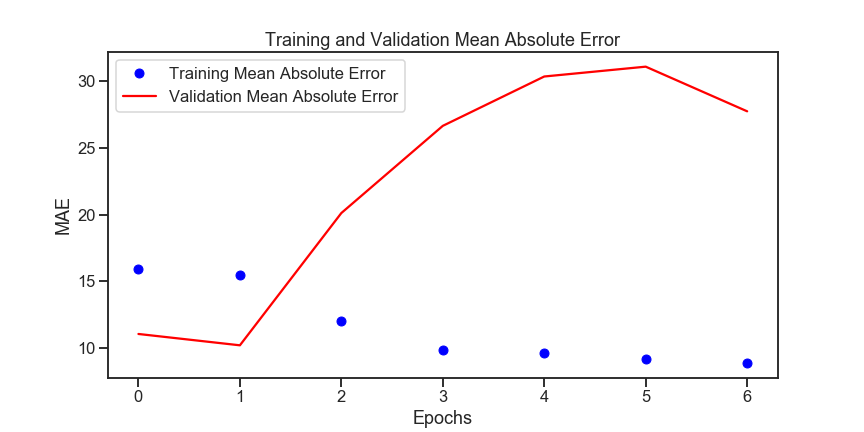 Training and Validation Mean Absolute Error
Training Mean Absolute Error
Validation Mean Absolute Error
30
25
20
15
10
MAE
0 1 2 3 4 5 6
Epochs